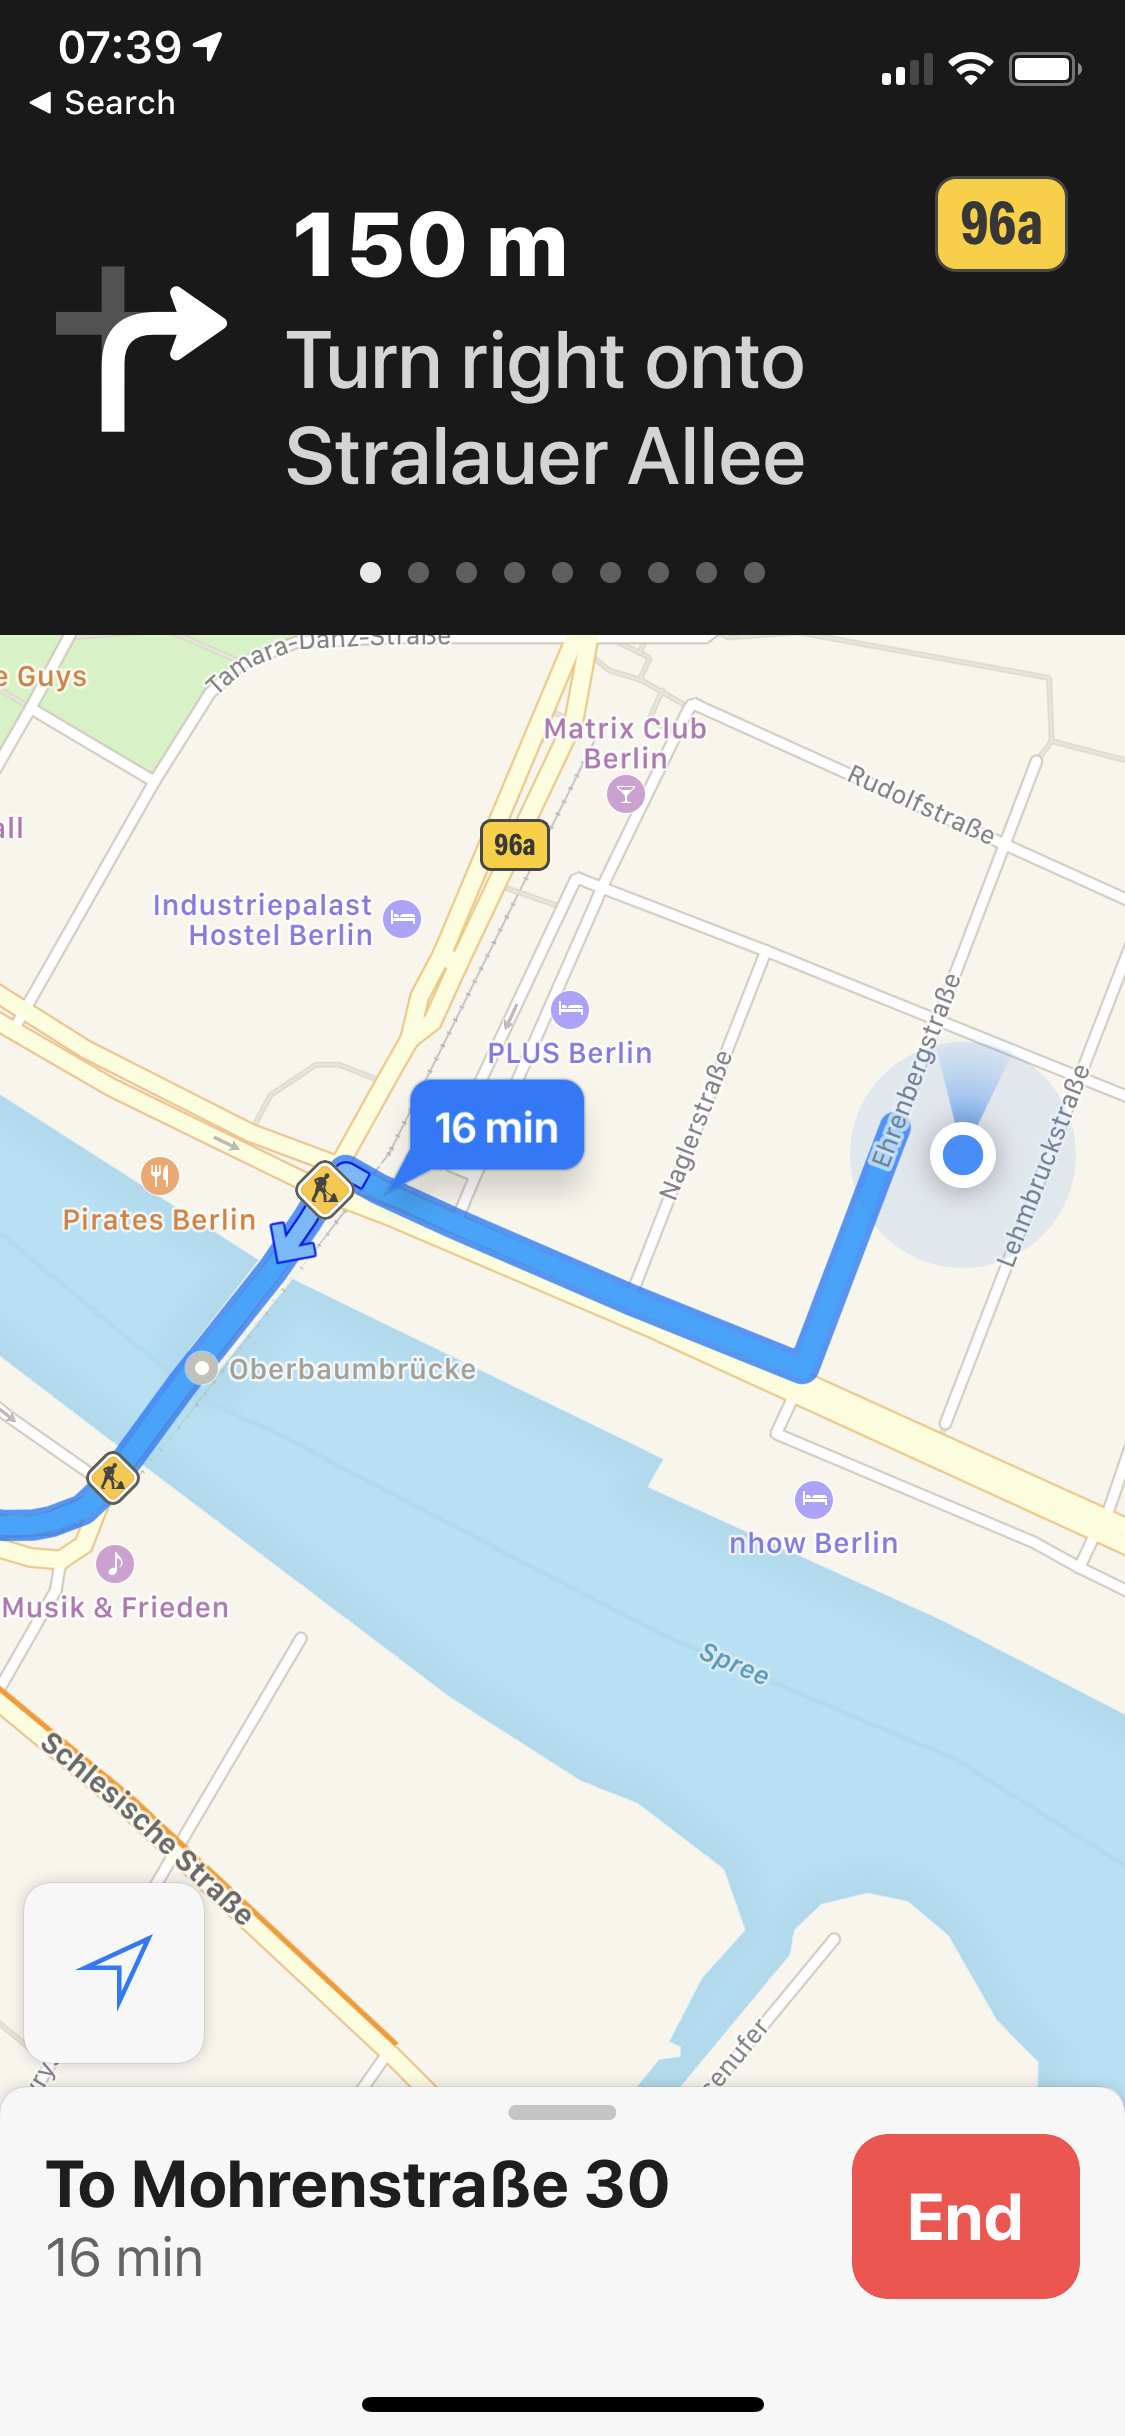 07:39
Search
150 m
96a
Turn right onto
Stralauer Allee
Tamara-Danz-Straße
e Guys
Matrix Club
Berlin
Rudolfstraße
all
96a
Industriepalast
Hostel Berlin
PLUS Berlin
Ehrenbergstraße
Naglerstraße
Lehmbruckstraße
16 min
Pirates Berlin
Oberbaumbrücke
nhow Berlin
Musik & Frieden
Spree
Schlesische Straße
senufer
To Mohrenstraße 30
16 min
End